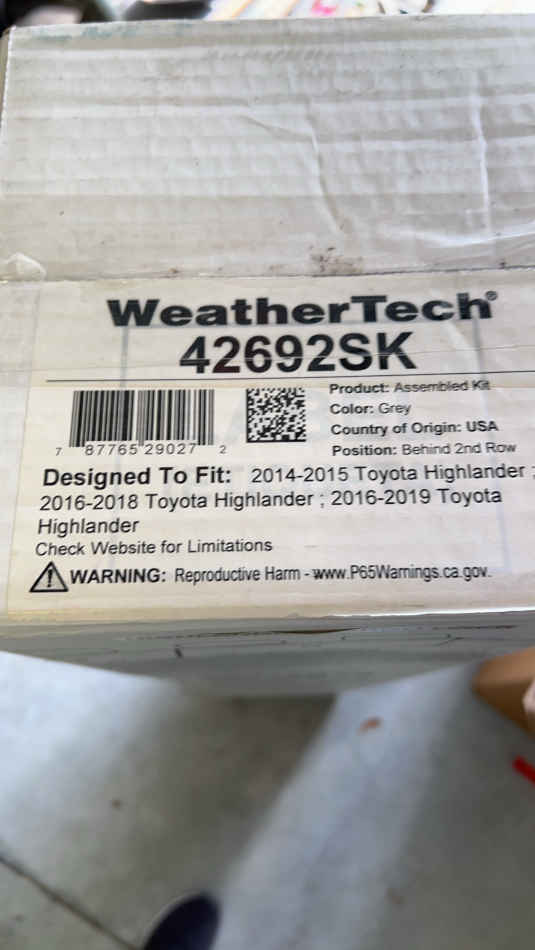 WeatherTech®
42692SK
Product: Assembled Kit
Color: Grey
Country of Origin: USA
Position: Behind 2nd Row
7 87765 29027 2
Designed To Fit: 2014-2015 Toyota Highlander ;
2016-2018 Toyota Highlander ; 2016-2019 Toyota
Highlander
Check Website for Limitations
WARNING: Reproductive Harm - www.P65Warnings.ca.gov.